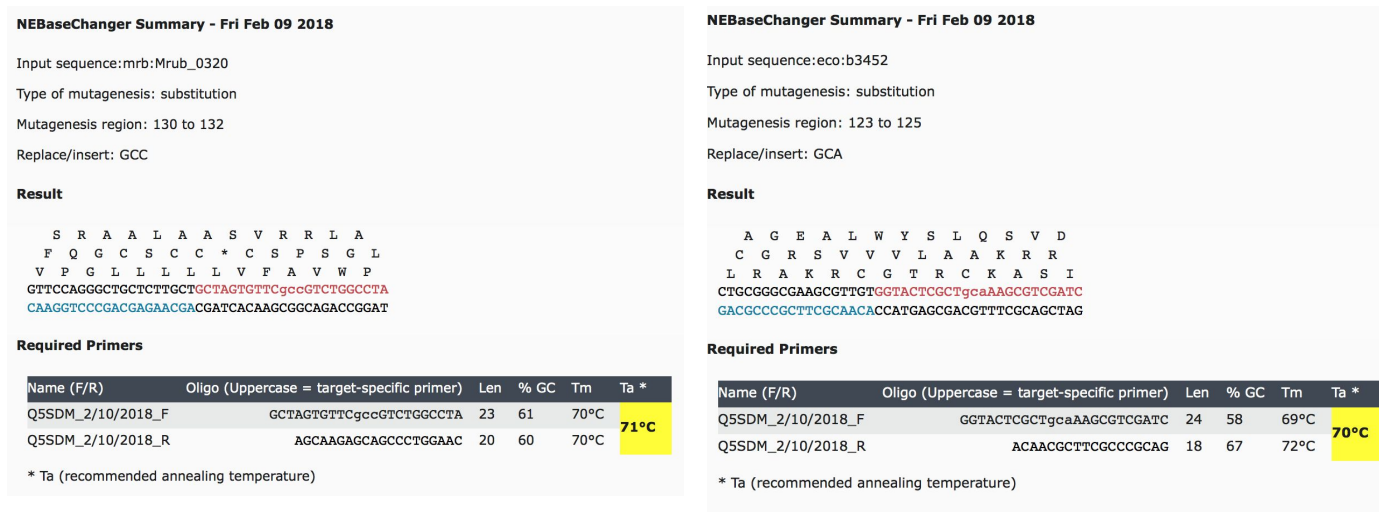 NEBaseChanger Summary - Fri Feb 09 2018
Input sequence:mrb:Mrub_0320
Type of mutagenesis: substitution
Mutagenesis region: 130 to 132
Replace/insert: GCC
Result
S R A A L A A S V R R L A
F Q G C S C C * C S P S G L
V P G L L L L L V F A V W P
GTTCCAGGGCTGCTCTTGCTGCTAGTGTTCgccGTCTGGCCTA
CAAGGTCCCGACGAGAACGACGATCACAAGCGGCAGACCGGAT
Required Primers
Name (F/R) Oligo (Uppercase = target-specific primer) Len % GC Tm Ta *
Q5SDM_2/10/2018_F GCTAGTGTTCgccGTCTGGCCTA 23 61 70°C
71°C
Q5SDM_2/10/2018_R AGCAAGAGCAGCCCTGGAAC 20 60 70°C
* Ta (recommended annealing temperature)
NEBaseChanger Summary - Fri Feb 09 2018
Input sequence:eco:b3452
Type of mutagenesis: substitution
Mutagenesis region: 123 to 125
Replace/insert: GCA
Result
A G E A L W Y S L Q S V D
C G R S V V V L A A K R R
L R A K R C G T R C K A S I
CTGCGGGCGAAGCGTTGTGGTACTCGCTgcaAAGCGTCGATC
GACGCCCGCTTCGCAACACCATGAGCGACGTTTCGCAGCTAG
Required Primers
Name (F/R) Oligo (Uppercase = target-specific primer) Len % GC Tm Ta *
Q5SDM_2/10/2018_F GGTACTCGCTgcaAAGCGTCGATC 24 58 69°C
70°C
Q5SDM_2/10/2018_R ACAACGCTTCGCCCGCAG 18 67 72°C
* Ta (recommended annealing temperature)